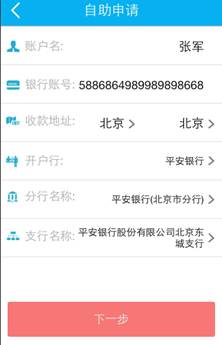 自助申请
账户名: 张军
银行账号: 5886864989989898668
收款地址: 北京 北京
开户行: 平安银行
分行名称: 平安银行(北京市分行)
支行名称: 平安银行股份有限公司北京东
城支行
下一步